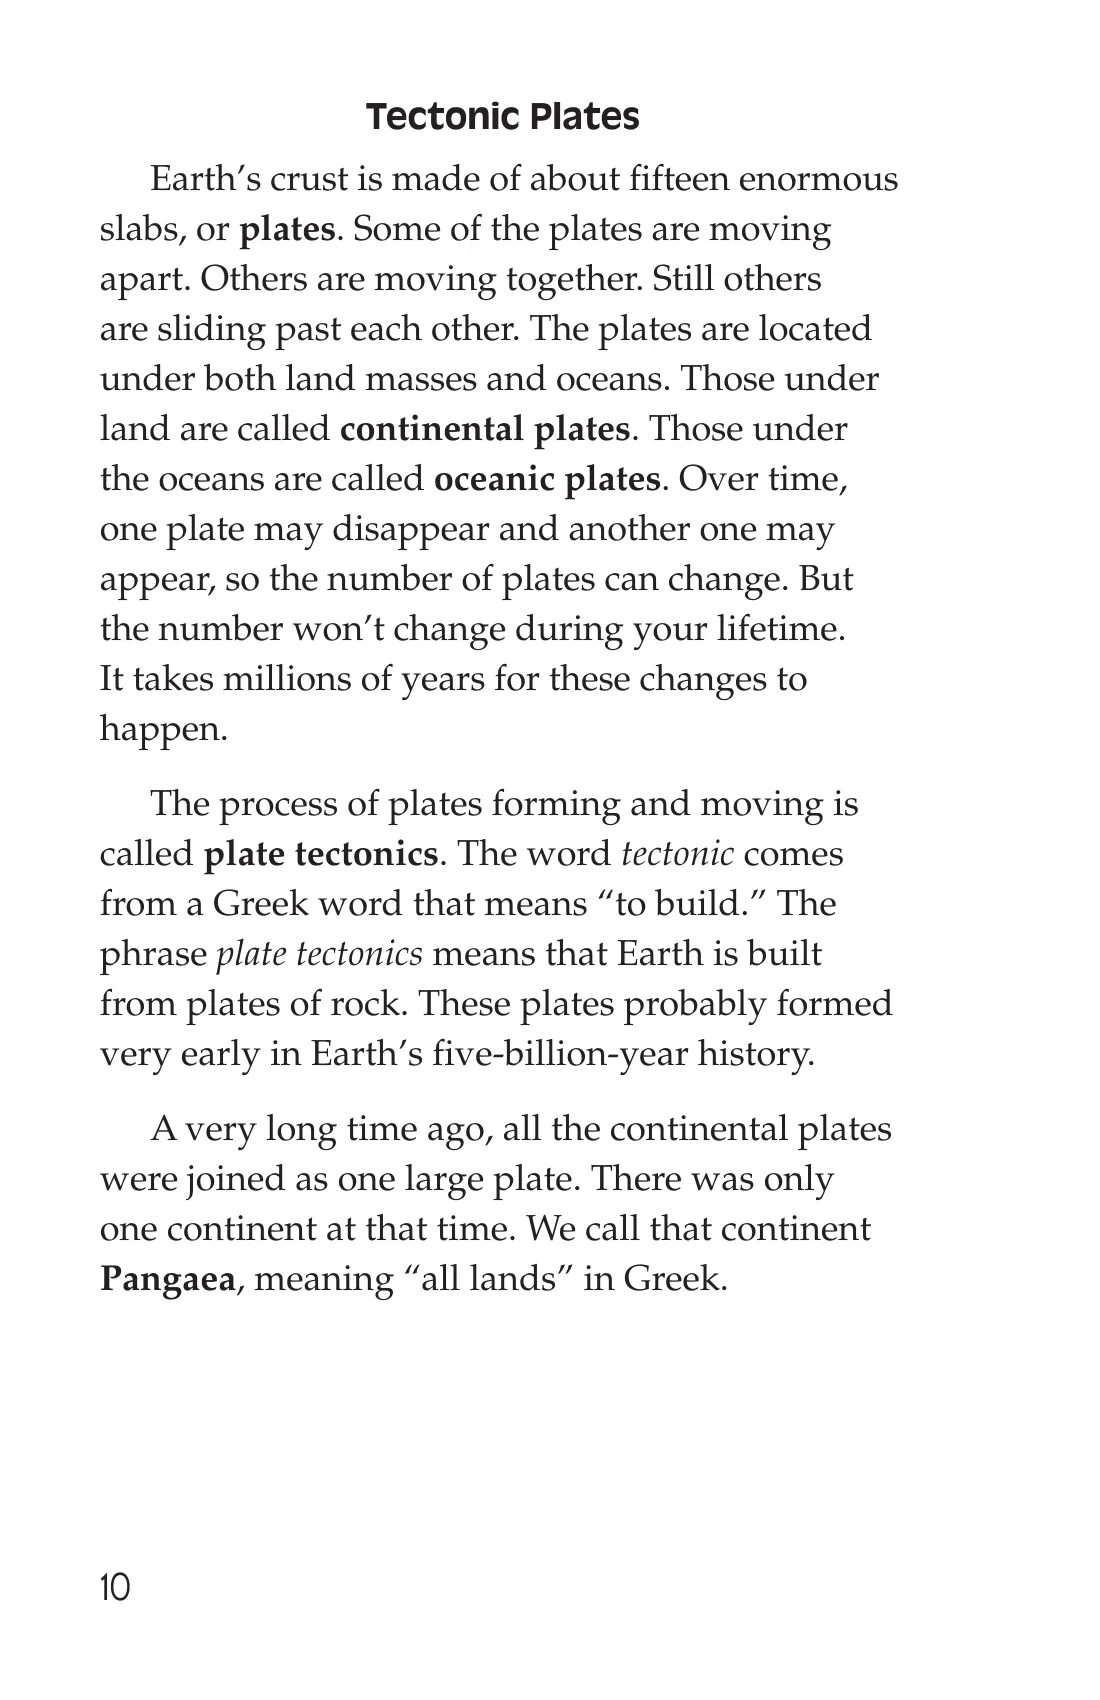 Tectonic Plates
Earth’s crust is made of about fifteen enormous
slabs, or plates. Some of the plates are moving
apart. Others are moving together. Still others
are sliding past each other. The plates are located
under both land masses and oceans. Those under
land are called continental plates. Those under
the oceans are called oceanic plates. Over time,
one plate may disappear and another one may
appear, so the number of plates can change. But
the number won’t change during your lifetime.
It takes millions of years for these changes to
happen.
The process of plates forming and moving is
called plate tectonics. The word tectonic comes
from a Greek word that means “to build.” The
phrase plate tectonics means that Earth is built
from plates of rock. These plates probably formed
very early in Earth’s five-billion-year history.
A very long time ago, all the continental plates
were joined as one large plate. There was only
one continent at that time. We call that continent
Pangaea, meaning “all lands” in Greek.
10